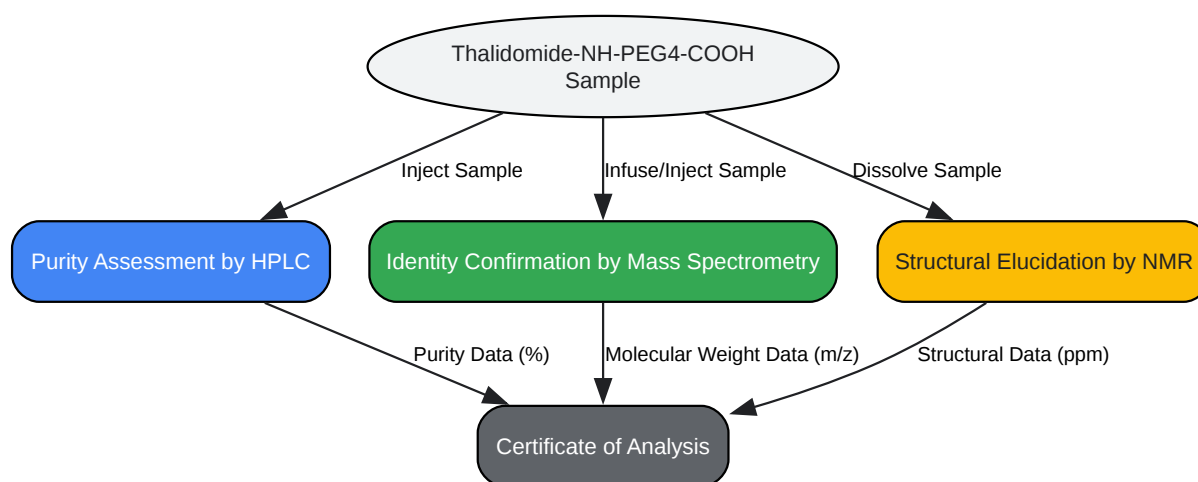 Thalidomide-NH-PEG4-COOH
Sample
Inject Sample
Infuse/Inject Sample
Dissolve Sample
Purity Assessment by HPLC
Identity Confirmation by Mass Spectrometry
Structural Elucidation by NMR
Purity Data (%)
Molecular Weight Data (m/z)
Structural Data (ppm)
Certificate of Analysis